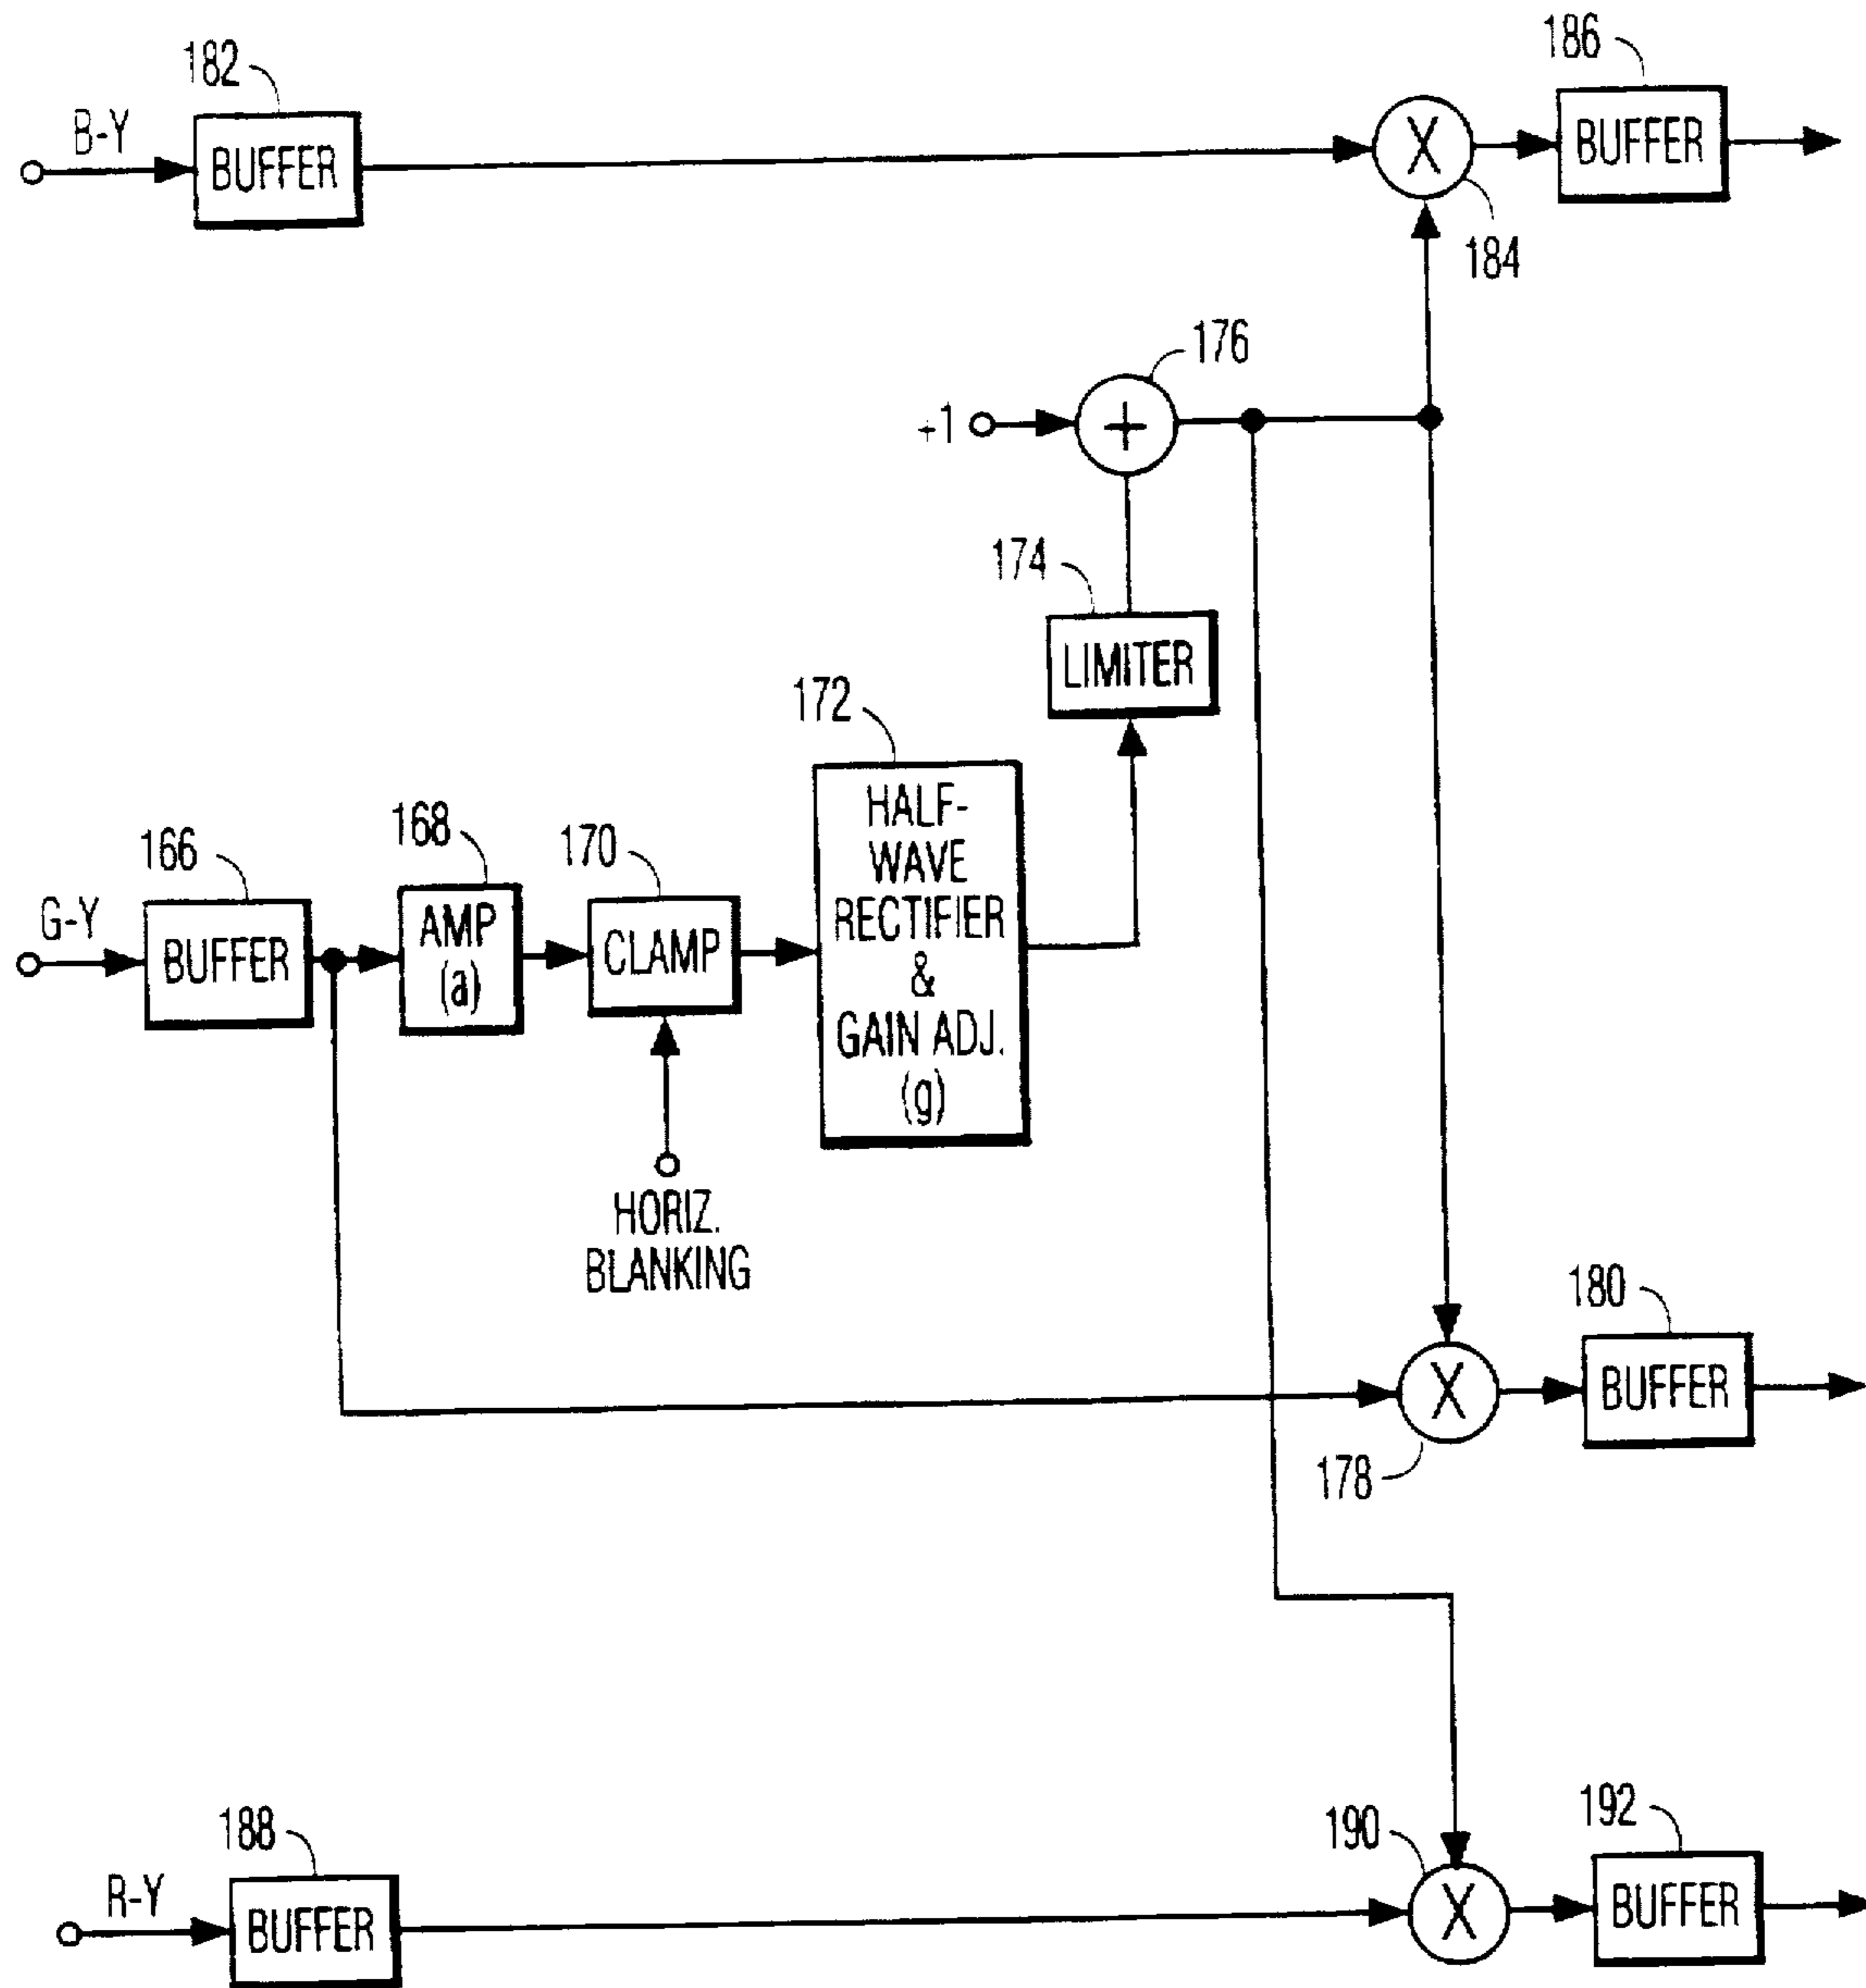 182
B-Y
BUFFER
X
184
186
BUFFER
176
+1
+
174
LIMITER
172
HALF-
WAVE
RECTIFIER
&
GAIN ADJ.
(g)
166
G-Y
BUFFER
168
AMP
(a)
170
CLAMP
HORIZ.
BLANKING
180
X
BUFFER
178
188
R-Y
BUFFER
190
X
192
BUFFER